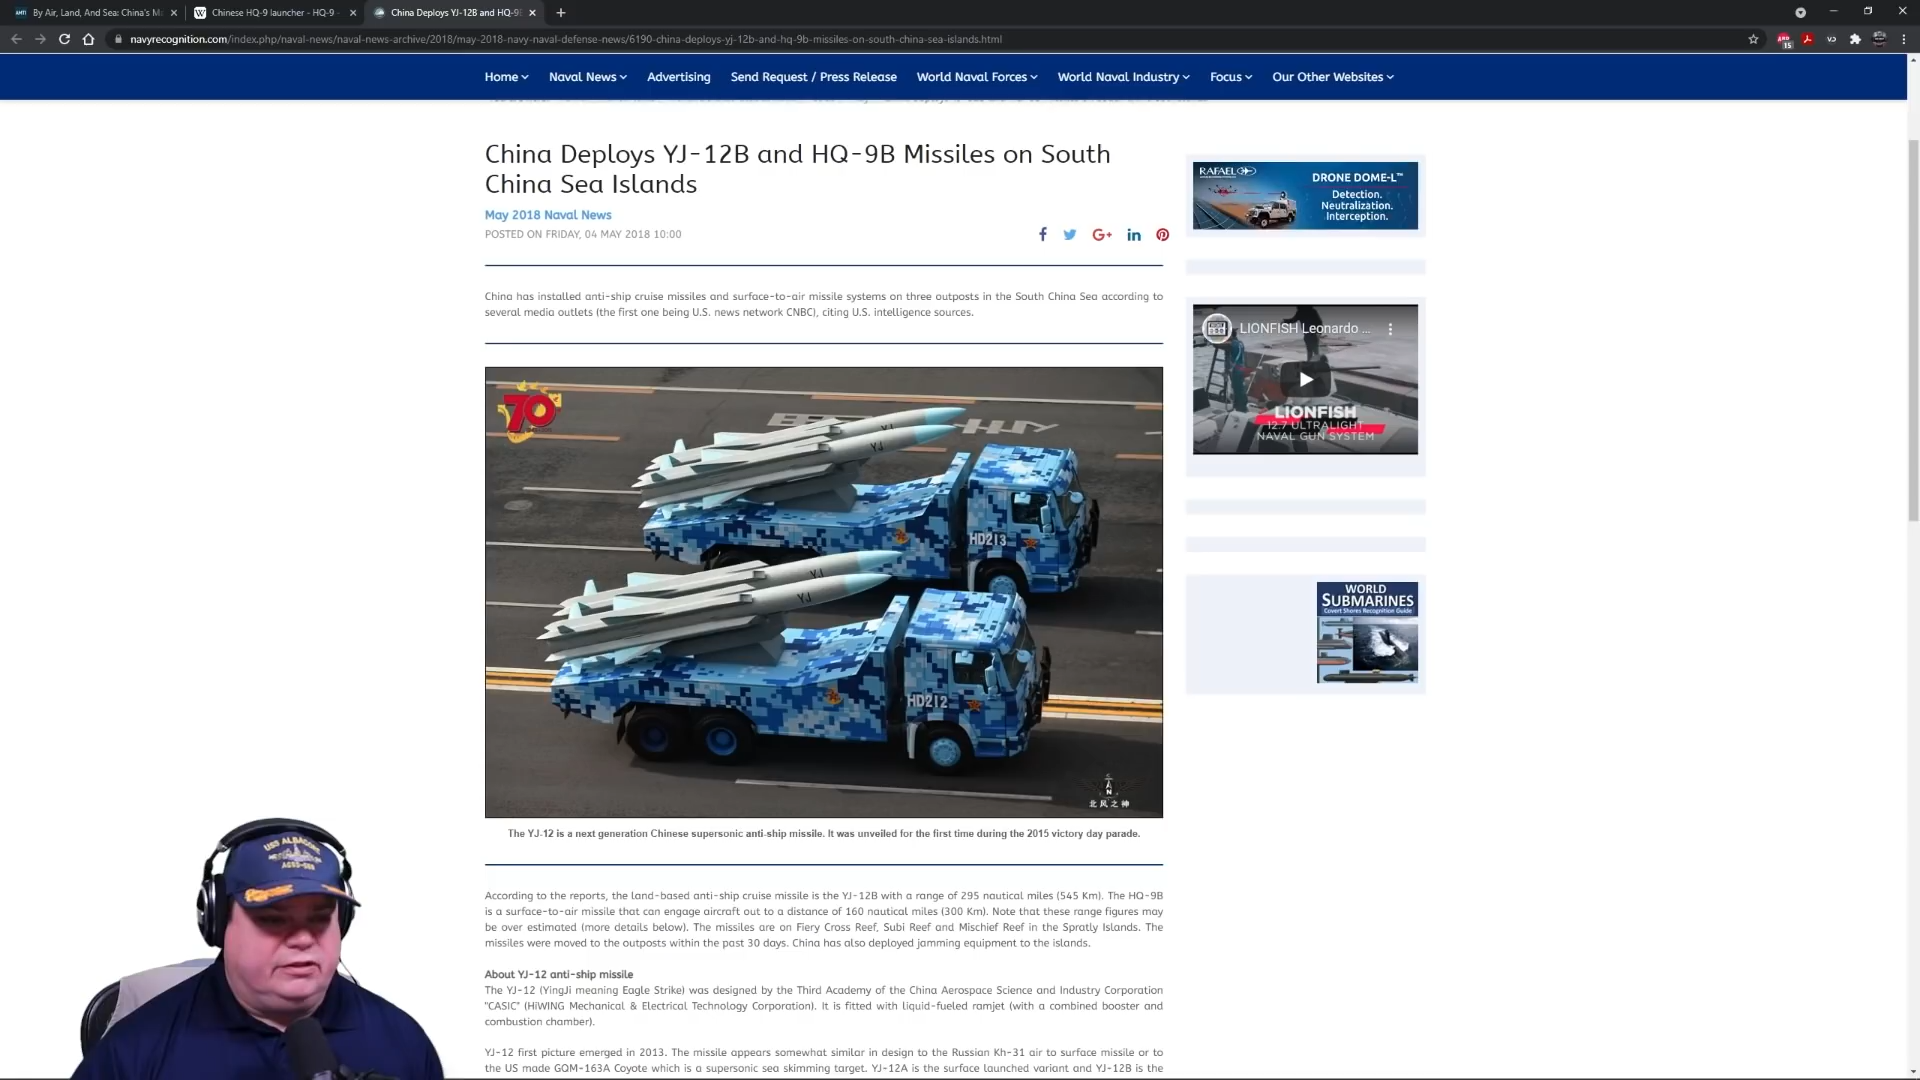 By Air, Land, And Sea: China's Ma
Chinese HQ-9 launcher - HQ-9 -
China Deploys YJ-12B and HQ-9B
navyrecognition.com/index.php/naval-news/naval-news-archive/2018/may-2018-navy-naval-defense-news/6190-china-deploys-yj-12b-and-hq-9b-missiles-on-south-china-sea-islands.html
Home
Naval News
Advertising
Send Request / Press Release
World Naval Forces
World Naval Industry
Focus
Our Other Websites
China Deploys YJ-12B and HQ-9B Missiles on South
China Sea Islands
May 2018 Naval News
POSTED ON FRIDAY, 04 MAY 2018 10:00
China has installed anti-ship cruise missiles and surface-to-air missile systems on three outposts in the South China Sea according to
several media outlets (the first one being U.S. news network CNBC), citing U.S. intelligence sources.
70
YJ
YJ
HD213
YJ
YJ
HD212
北风之神
The YJ-12 is a next generation Chinese supersonic anti-ship missile. It was unveiled for the first time during the 2015 victory day parade.
According to the reports, the land-based anti-ship cruise missile is the YJ-12B with a range of 295 nautical miles (545 Km). The HQ-9B
is a surface-to-air missile that can engage aircraft out to a distance of 160 nautical miles (300 Km). Note that these range figures may
be over estimated (more details below). The missiles are on Fiery Cross Reef, Subi Reef and Mischief Reef in the Spratly Islands. The
missiles were moved to the outposts within the past 30 days. China has also deployed jamming equipment to the islands.
About YJ-12 anti-ship missile
The YJ-12 (YingJi meaning Eagle Strike) was designed by the Third Academy of the China Aerospace Science and Industry Corporation
"CASIC" (HiWING Mechanical & Electrical Technology Corporation). It is fitted with liquid-fueled ramjet (with a combined booster and
combustion chamber).
YJ-12 first picture emerged in 2013. The missile appears somewhat similar in design to the Russian Kh-31 air to surface missile or to
the US made GQM-163A Coyote which is a supersonic sea skimming target. YJ-12A is the surface launched variant and YJ-12B is the
RAFAEL
DRONE DOME-L™
Detection.
Neutralization.
Interception.
LIONFISH Leonardo ...
LIONFISH
12.7 ULTRALIGHT
NAVAL GUN SYSTEM
WORLD
SUBMARINES
Covert Shores Recognition Guide
USS ALBACORE
AGSS-569